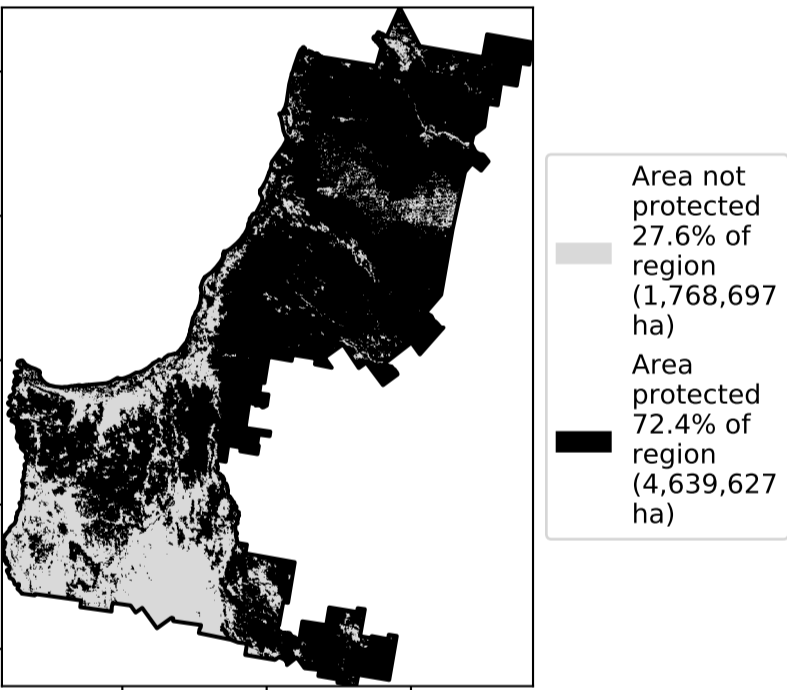 Area not
protected
27.6% of
region
(1,768,697
ha)
Area
protected
72.4% of
region
(4,639,627
ha)